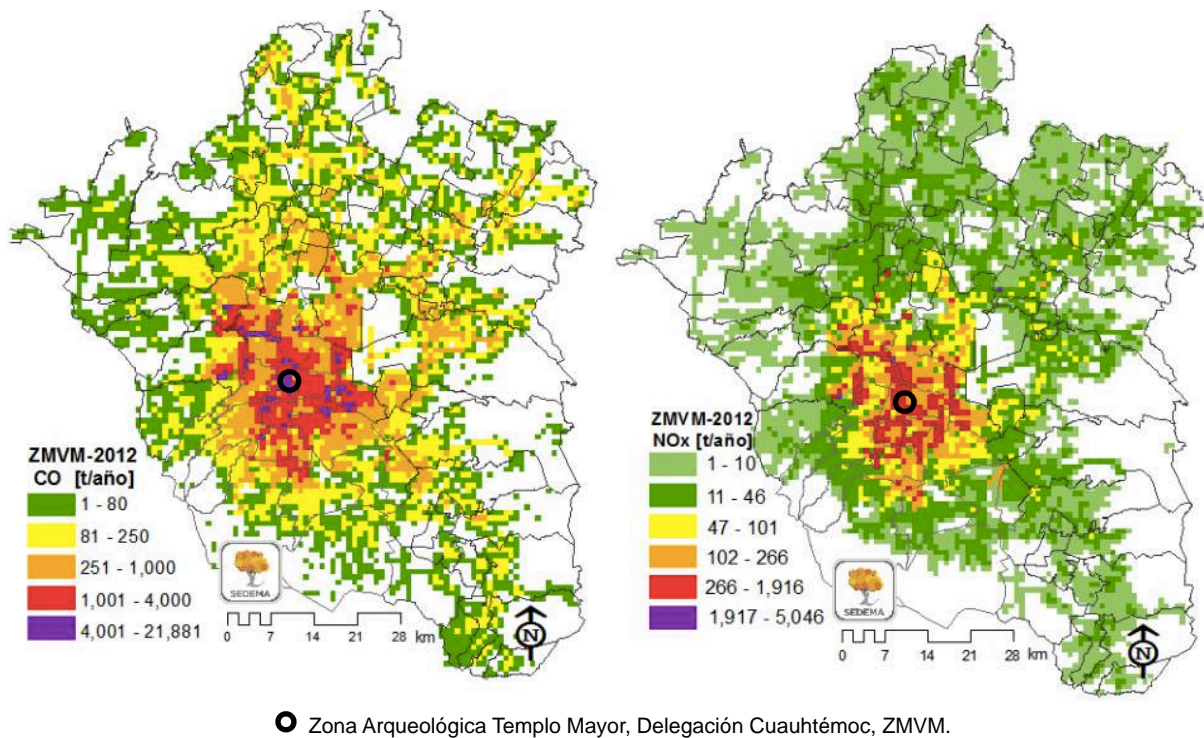 ZMVM-2012
CO [t/año]
1 - 80
81 - 250
251 - 1,000
1,001 - 4,000
4,001 - 21,881
SEDEMA
0 7 14 21 28 km
N
ZMVM-2012
NOx [t/año]
1 - 10
11 - 46
47 - 101
102 - 266
266 - 1,916
1,917 - 5,046
SEDEMA
0 7 14 21 28 km
N
Zona Arqueológica Templo Mayor, Delegación Cuauhtémoc, ZMVM.